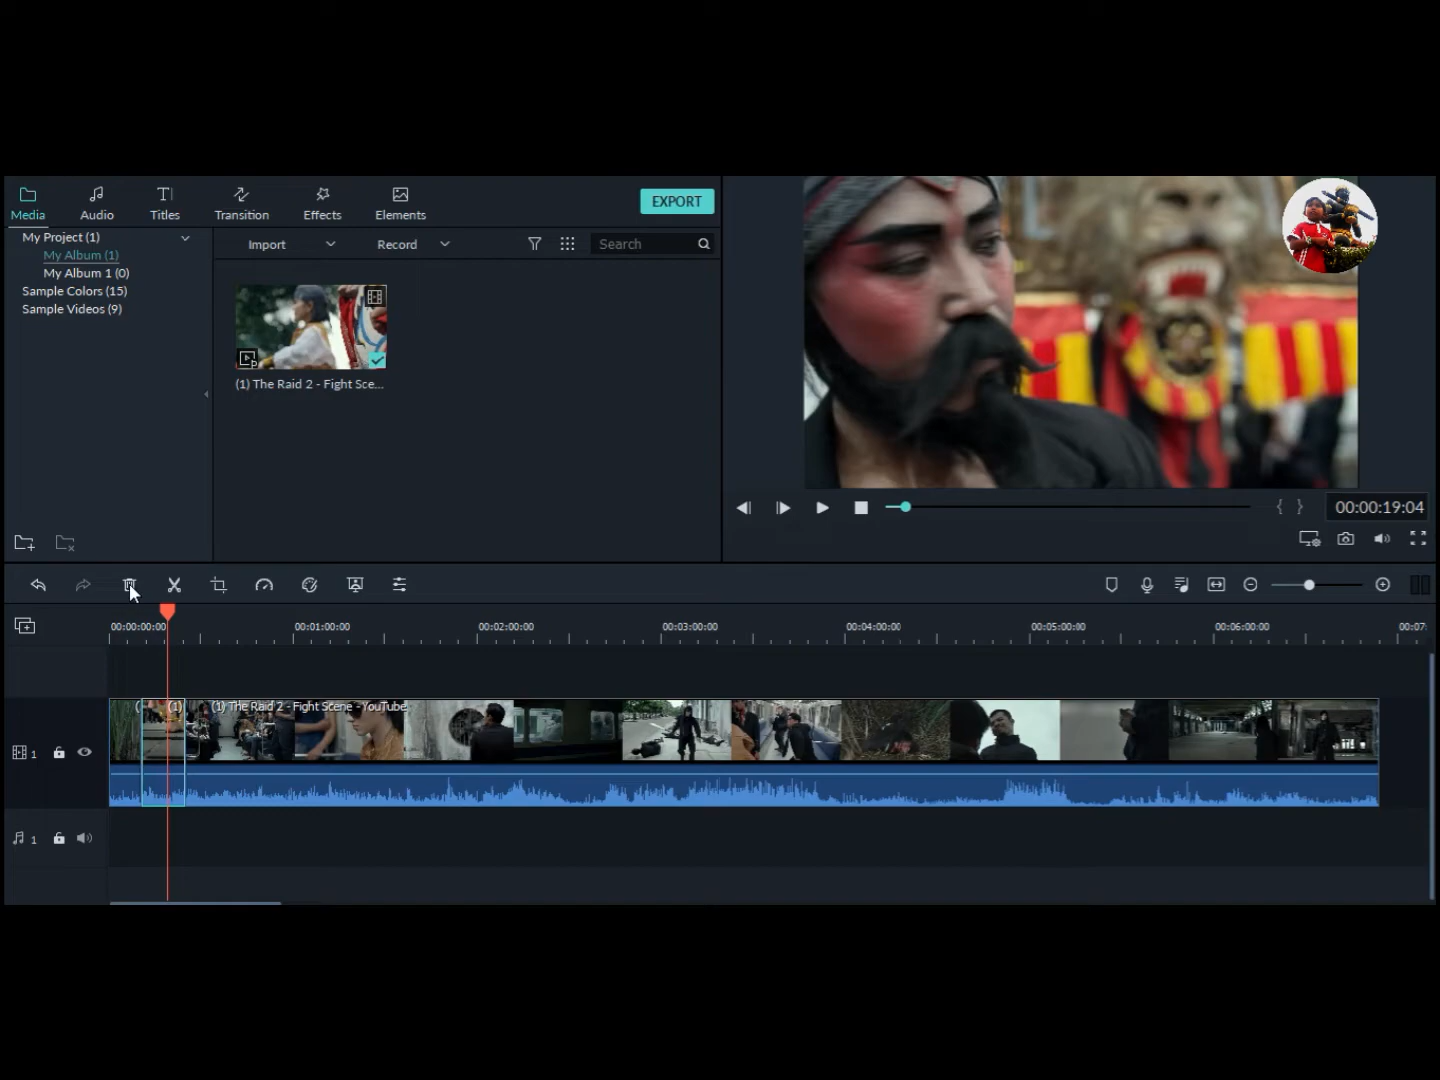 Media Audio Titles Transition Effects Elements EXPORT
My Project (1)
Import Record Search
My Album (1)
My Album 1 (0)
Sample Colors (15)
Sample Videos (9)
(1) The Raid 2 - Fight Sce...
00:00:19:04
00:00:00:00 00:01:00:00 00:02:00:00 00:03:00:00 00:04:00:00 00:05:00:00 00:06:00:00 00:07:
( (1) (1) The Raid 2 - Fight Scene - YouTube
1
1